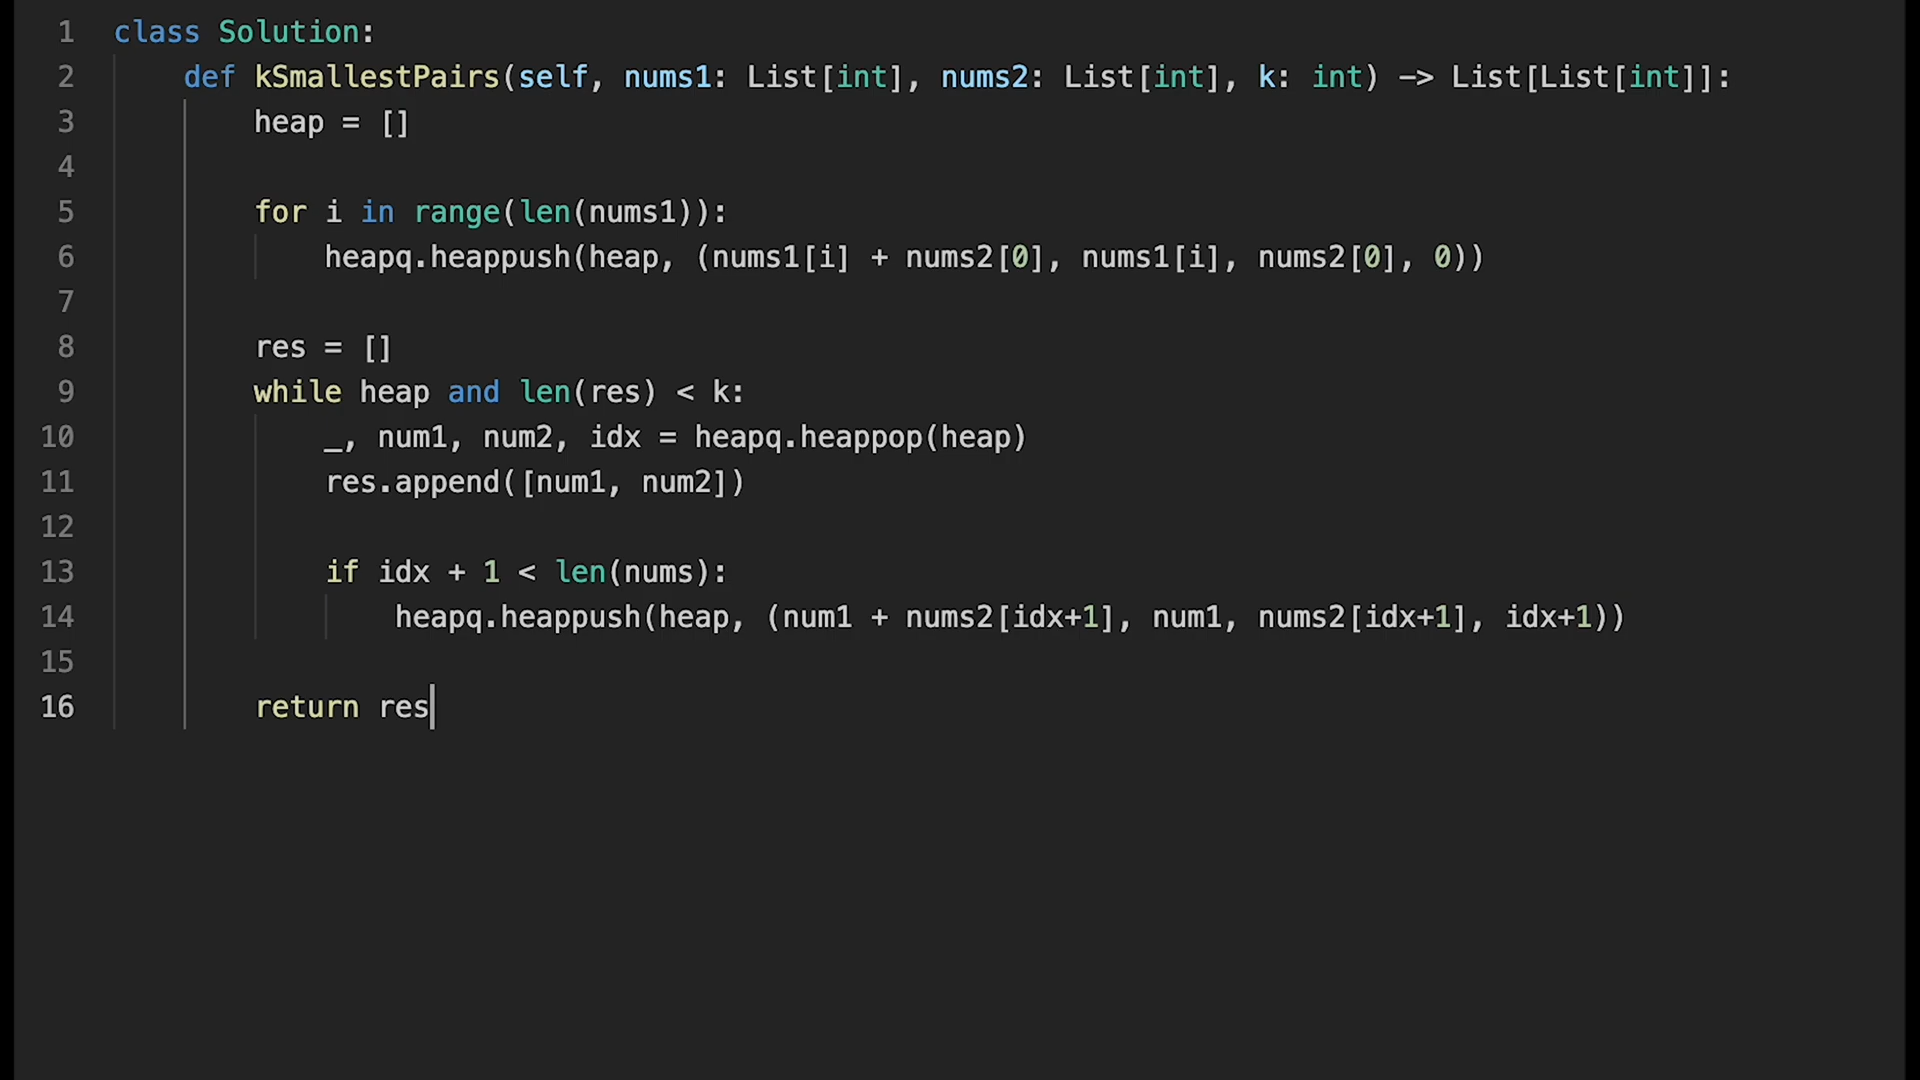 1 class Solution:
2 def kSmallestPairs(self, nums1: List[int], nums2: List[int], k: int) -> List[List[int]]:
3 heap = []
4
5 for i in range(len(nums1)):
6 heapq.heappush(heap, (nums1[i] + nums2[0], nums1[i], nums2[0], 0))
7
8 res = []
9 while heap and len(res) < k:
10 _, num1, num2, idx = heapq.heappop(heap)
11 res.append([num1, num2])
12
13 if idx + 1 < len(nums):
14 heapq.heappush(heap, (num1 + nums2[idx+1], num1, nums2[idx+1], idx+1))
15
16 return res